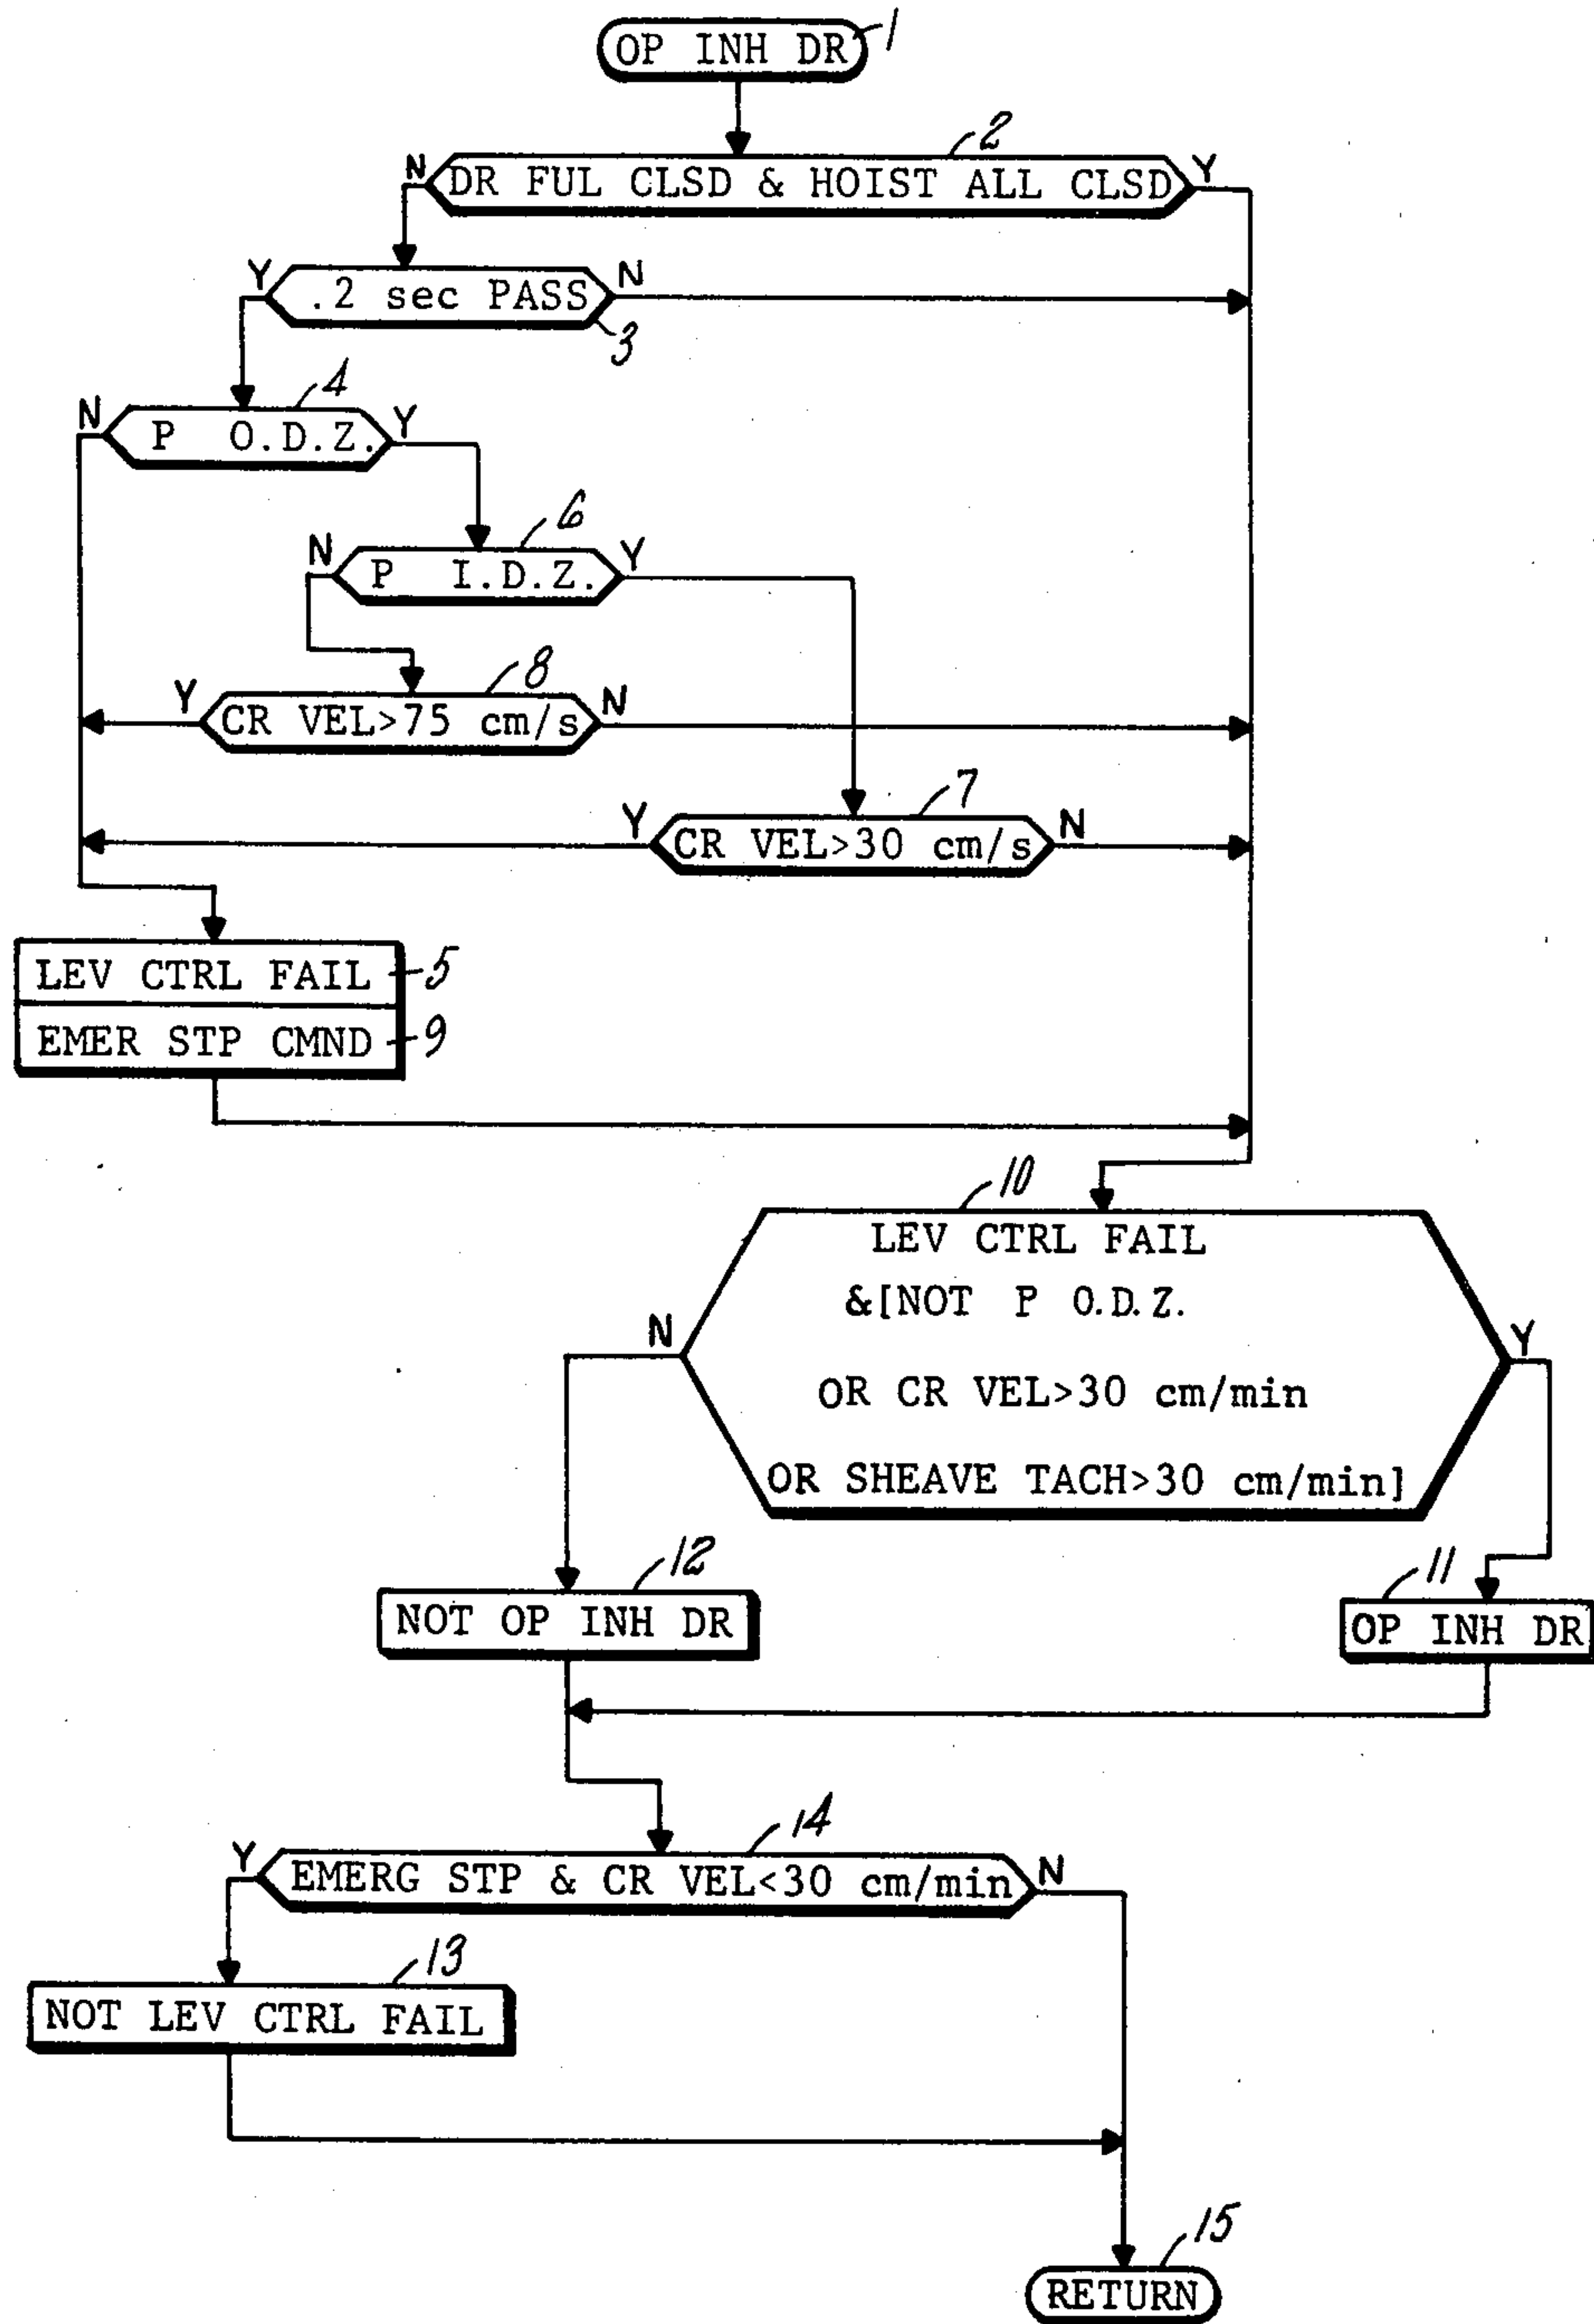 OP INH DR 1
2
N DR FUL CLSD & HOIST ALL CLSD Y
Y .2 sec PASS N
3
4
N P O.D.Z. Y
6
N P I.D.Z. Y
8
Y CR VEL>75 cm/s N
7
Y CR VEL>30 cm/s N
LEV CTRL FAIL 5
EMER STP CMND 9
10
LEV CTRL FAIL
&[NOT P O.D.Z.
N Y
OR CR VEL>30 cm/min
OR SHEAVE TACH>30 cm/min]
12
NOT OP INH DR
11
OP INH DR
14
Y EMERG STP & CR VEL<30 cm/min N
13
NOT LEV CTRL FAIL
15
RETURN